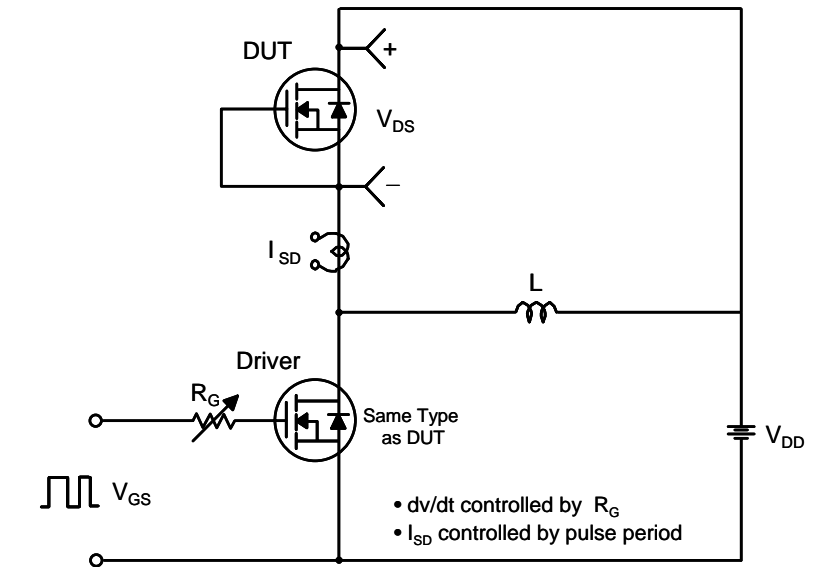 DUT
+
V_DS
−
I_SD
L
Driver
R_G
Same Type
as DUT
V_DD
V_GS
• dv/dt controlled by R_G
• I_SD controlled by pulse period